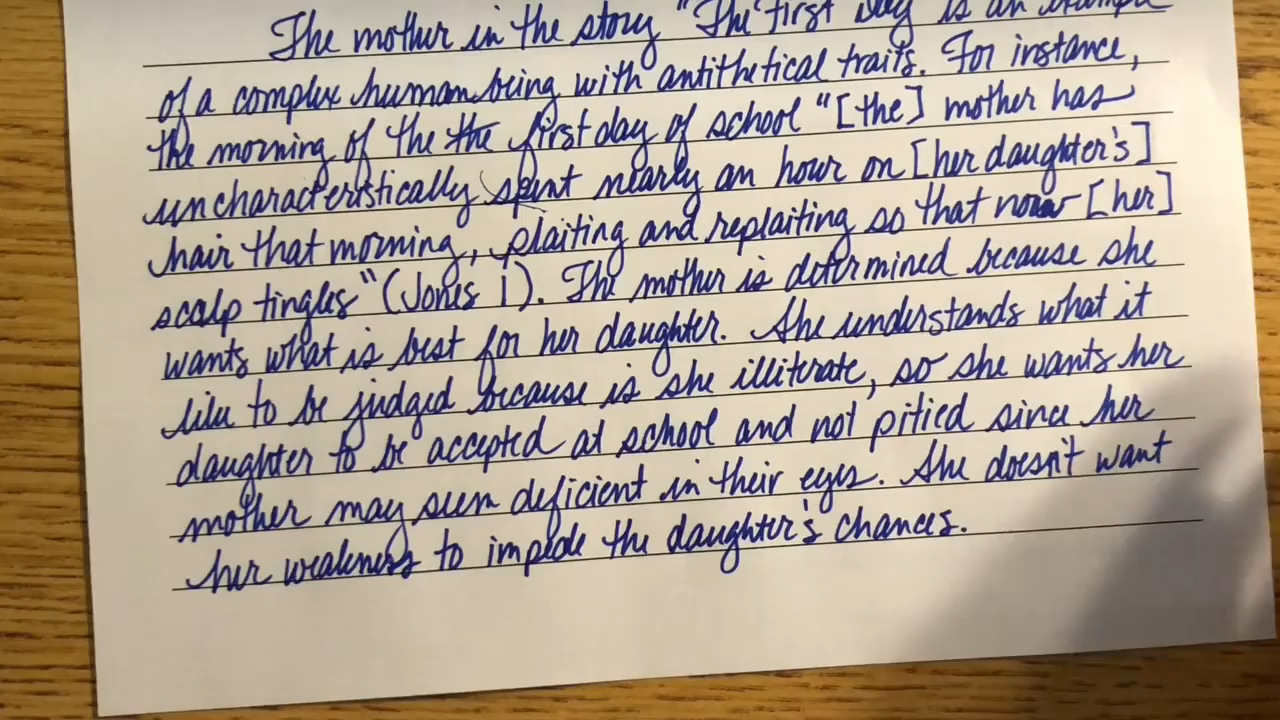 The mother in the story "The first day is an example
of a complex human being with antithetical traits. For instance,
the morning of the the first day of school "[the] mother has
uncharacteristically spent nearly an hour on [her daughter's]
hair that morning, plaiting and replaiting so that now [her]
scalp tingles" (Jones 1). The mother is determined because she
wants what is best for her daughter. She understands what it
like to be judged because is she illiterate, so she wants her
daughter to be accepted at school and not pitied since her
mother may seem deficient in their eyes. She doesn't want
her weakness to impede the daughter's chances.